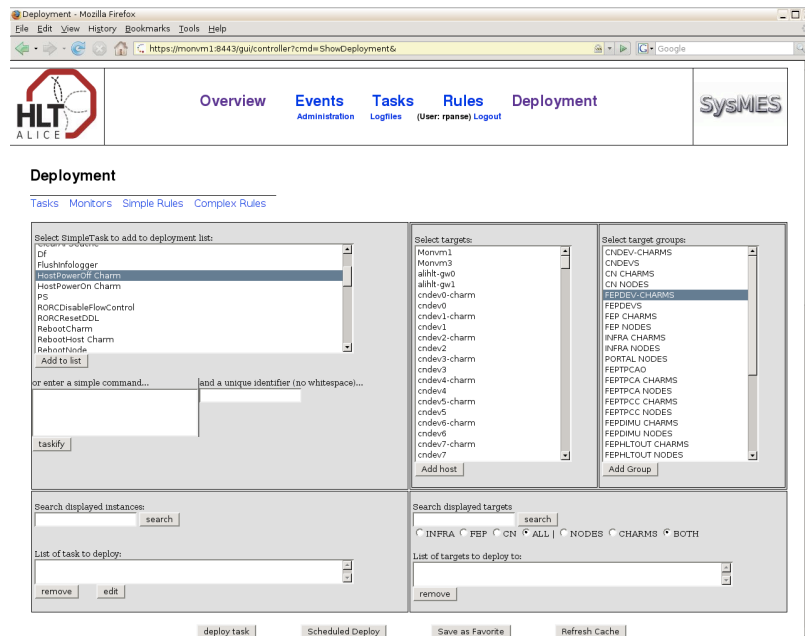 Deployment - Mozilla Firefox
File Edit View History Bookmarks Tools Help
https://monvm1:8443/gui/controller?cmd=ShowDeployment&
Google
HLT
ALICE
Overview Events Tasks Rules Deployment
Administration Logfiles (User: rpanse) Logout
SysMES
Deployment
Tasks Monitors Simple Rules Complex Rules
Select SimpleTask to add to deployment list:
Df
FlushInfologger
HostPowerOff Charm
HostPowerOn Charm
PS
RORCDisableFlowControl
RORCResetDDL
RebootCharm
RebootHost Charm
RebootNode
Add to list
or enter a simple command...
and a unique identifier (no whitespace)...
taskify
Select targets:
Monvm1
Monvm3
alihlt-gw0
alihlt-gw1
cndev0-charm
cndev0
cndev1-charm
cndev1
cndev2-charm
cndev2
cndev3-charm
cndev3
cndev4-charm
cndev4
cndev5-charm
cndev5
cndev6-charm
cndev6
cndev7-charm
cndev7
Add host
Select target groups:
CNDEV-CHARMS
CNDEVS
CN CHARMS
CN NODES
FEPDEV-CHARMS
FEPDEVS
FEP CHARMS
FEP NODES
INFRA CHARMS
INFRA NODES
PORTAL NODES
FEPTPCAO
FEPTPCA CHARMS
FEPTPCA NODES
FEPTPCC CHARMS
FEPTPCC NODES
FEPDIMU CHARMS
FEPDIMU NODES
FEPHLTOUT CHARMS
FEPHLTOUT NODES
Add Group
Search displayed instances:
search
List of task to deploy:
remove edit
Search displayed targets
search
INFRA FEP CN ALL | NODES CHARMS BOTH
List of targets to deploy to:
remove
deploy task Scheduled Deploy Save as Favorite Refresh Cache